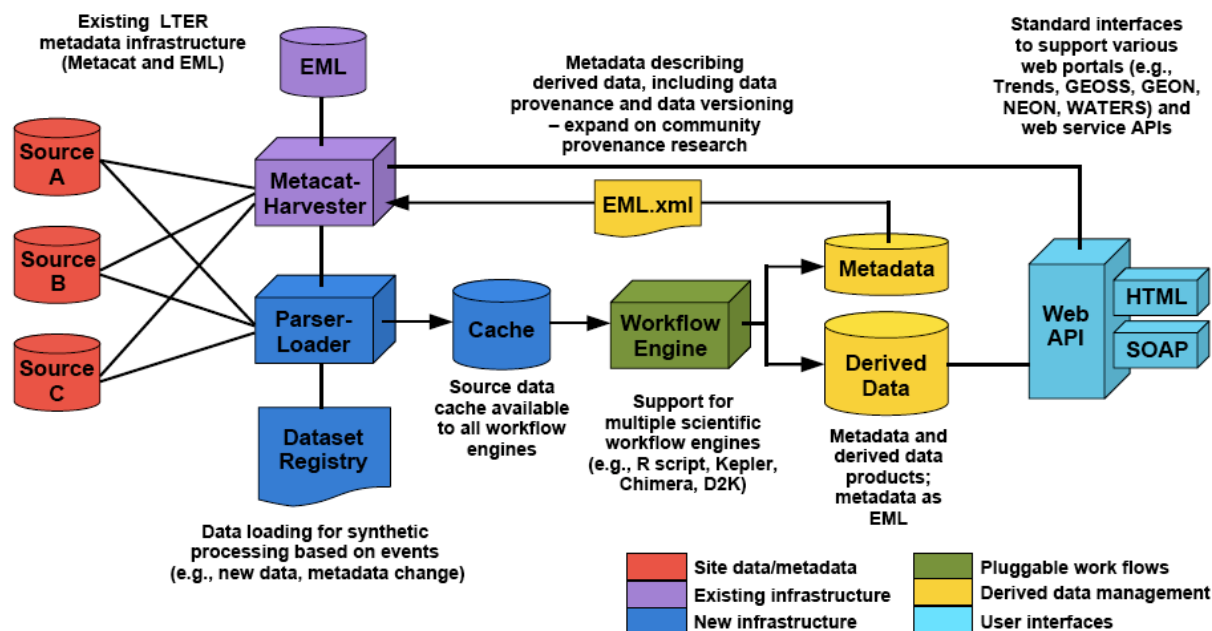 Existing LTER
metadata infrastructure
(Metacat and EML)
EML
Metadata describing
derived data, including data
provenance and data versioning
– expand on community
provenance research
Standard interfaces
to support various
web portals (e.g.,
Trends, GEOSS, GEON,
NEON, WATERS) and
web service APIs
Source
A
Metacat-
Harvester
EML.xml
Source
B
Metadata
Parser-
Loader
Cache
Workflow
Engine
Web
API
HTML
SOAP
Source
C
Derived
Data
Source data
cache available
to all workflow
engines
Support for
multiple scientific
workflow engines
(e.g., R script, Kepler,
Chimera, D2K)
Metadata and
derived data
products;
metadata as
EML
Dataset
Registry
Data loading for synthetic
processing based on events
(e.g., new data, metadata change)
Site data/metadata
Existing infrastructure
New infrastructure
Pluggable work flows
Derived data management
User interfaces